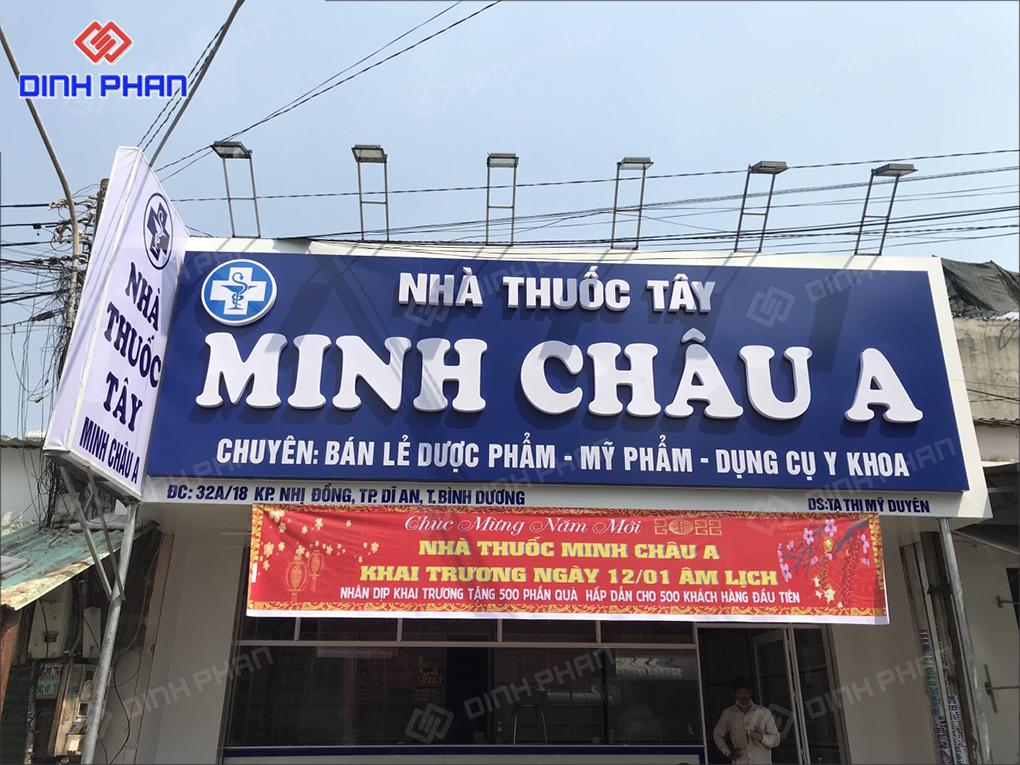 DINH PHAN
NHÀ THUỐC TÂY
MINH CHÂU A
NHÀ THUỐC TÂY
MINH CHÂU A
CHUYÊN: BÁN LẺ DƯỢC PHẨM - MỸ PHẨM - DỤNG CỤ Y KHOA
ĐC: 32A/18 KP. NHỊ ĐỒNG, TP. DĨ AN, T. BÌNH DƯƠNG
DS: TẠ THỊ MỸ DUYÊN
Chúc Mừng Năm Mới
NHÀ THUỐC MINH CHÂU A
KHAI TRƯƠNG NGÀY 12/01 ÂM LỊCH
NHÂN DỊP KHAI TRƯƠNG TẶNG 500 PHẦN QUÀ HẤP DẪN CHO 500 KHÁCH HÀNG ĐẦU TIÊN